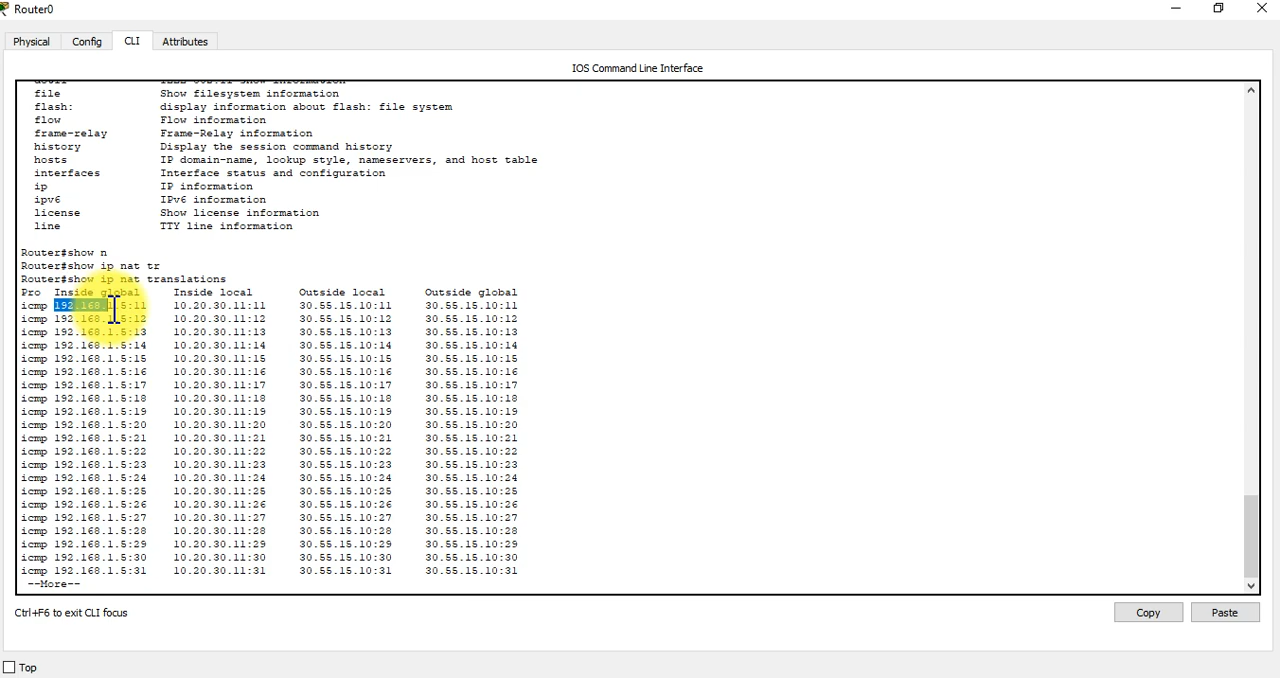 Router0
Physical Config CLI Attributes
IOS Command Line Interface
file Show filesystem information
flash: display information about flash: file system
flow Flow information
frame-relay Frame-Relay information
history Display the session command history
hosts IP domain-name, lookup style, nameservers, and host table
interfaces Interface status and configuration
ip IP information
ipv6 IPv6 information
license Show license information
line TTY line information
Router#show n
Router#show ip nat tr
Router#show ip nat translations
Pro Inside global Inside local Outside local Outside global
icmp 192.168.1.5:11 10.20.30.11:11 30.55.15.10:11 30.55.15.10:11
icmp 192.168.1.5:12 10.20.30.11:12 30.55.15.10:12 30.55.15.10:12
icmp 192.168.1.5:13 10.20.30.11:13 30.55.15.10:13 30.55.15.10:13
icmp 192.168.1.5:14 10.20.30.11:14 30.55.15.10:14 30.55.15.10:14
icmp 192.168.1.5:15 10.20.30.11:15 30.55.15.10:15 30.55.15.10:15
icmp 192.168.1.5:16 10.20.30.11:16 30.55.15.10:16 30.55.15.10:16
icmp 192.168.1.5:17 10.20.30.11:17 30.55.15.10:17 30.55.15.10:17
icmp 192.168.1.5:18 10.20.30.11:18 30.55.15.10:18 30.55.15.10:18
icmp 192.168.1.5:19 10.20.30.11:19 30.55.15.10:19 30.55.15.10:19
icmp 192.168.1.5:20 10.20.30.11:20 30.55.15.10:20 30.55.15.10:20
icmp 192.168.1.5:21 10.20.30.11:21 30.55.15.10:21 30.55.15.10:21
icmp 192.168.1.5:22 10.20.30.11:22 30.55.15.10:22 30.55.15.10:22
icmp 192.168.1.5:23 10.20.30.11:23 30.55.15.10:23 30.55.15.10:23
icmp 192.168.1.5:24 10.20.30.11:24 30.55.15.10:24 30.55.15.10:24
icmp 192.168.1.5:25 10.20.30.11:25 30.55.15.10:25 30.55.15.10:25
icmp 192.168.1.5:26 10.20.30.11:26 30.55.15.10:26 30.55.15.10:26
icmp 192.168.1.5:27 10.20.30.11:27 30.55.15.10:27 30.55.15.10:27
icmp 192.168.1.5:28 10.20.30.11:28 30.55.15.10:28 30.55.15.10:28
icmp 192.168.1.5:29 10.20.30.11:29 30.55.15.10:29 30.55.15.10:29
icmp 192.168.1.5:30 10.20.30.11:30 30.55.15.10:30 30.55.15.10:30
icmp 192.168.1.5:31 10.20.30.11:31 30.55.15.10:31 30.55.15.10:31
--More--
Ctrl+F6 to exit CLI focus
Copy Paste
Top